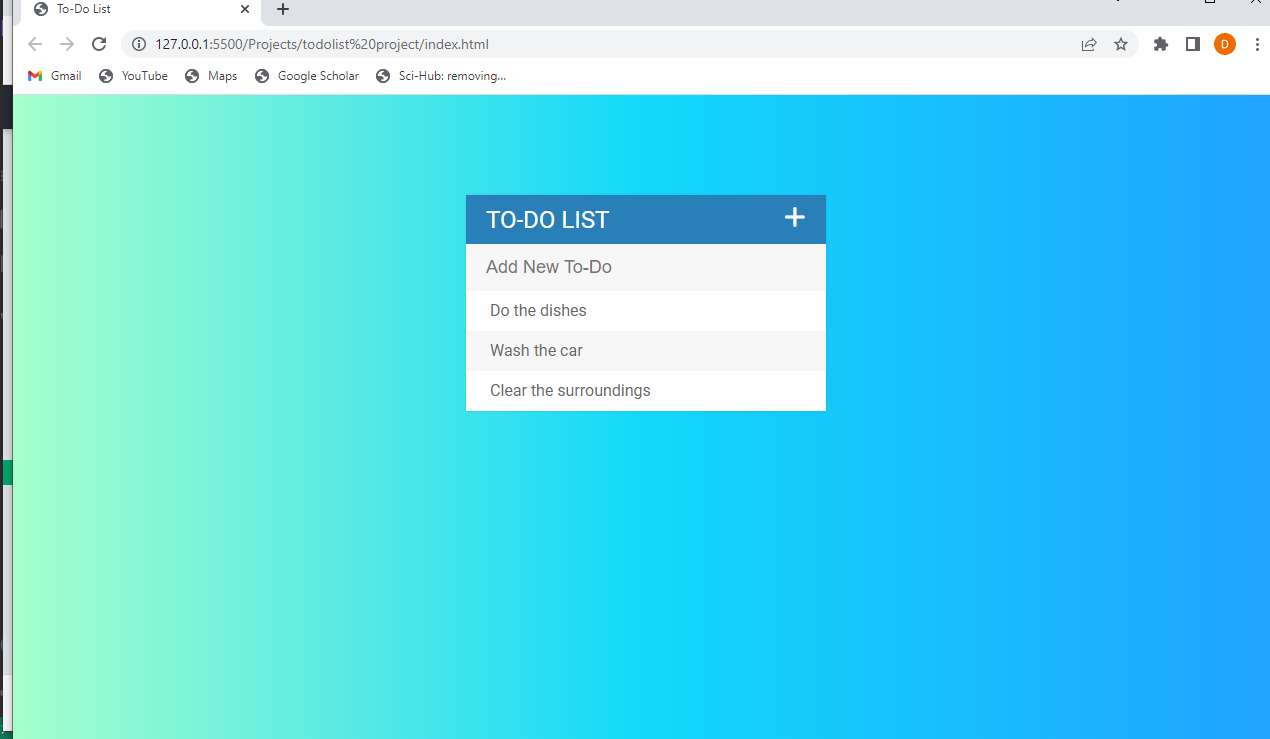 To-Do List
127.0.0.1:5500/Projects/todolist%20project/index.html
D
Gmail YouTube Maps Google Scholar Sci-Hub: removing...
TO-DO LIST
Add New To-Do
Do the dishes
Wash the car
Clear the surroundings